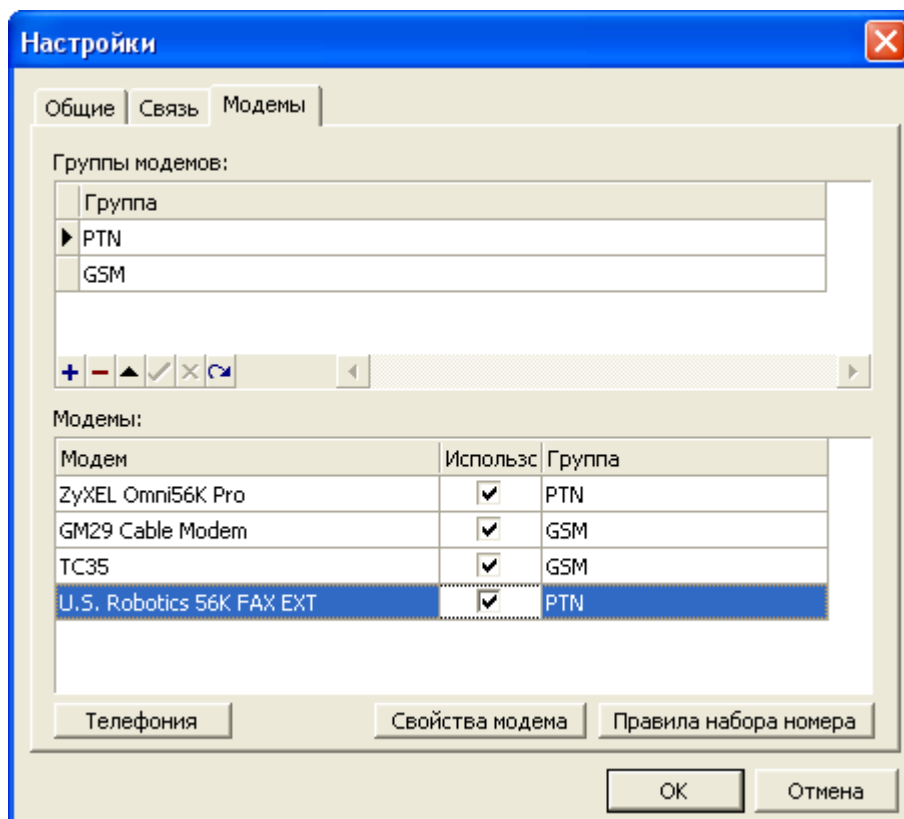 Настройки
Общие Связь Модемы
Группы модемов:
Группа
PTN
GSM
Модемы:
Модем Использс Группа
ZyXEL Omni56K Pro PTN
GM29 Cable Modem GSM
TC35 GSM
U.S. Robotics 56K FAX EXT PTN
Телефония Свойства модема Правила набора номера
OK Отмена